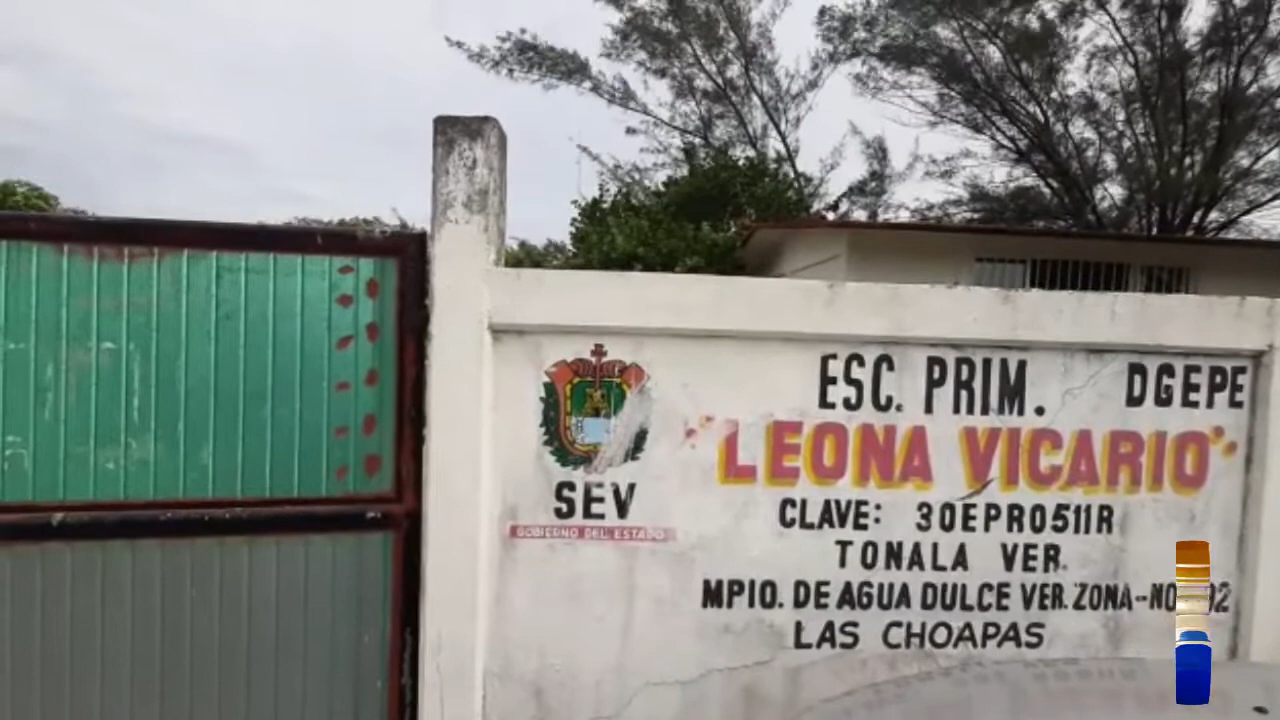 ESC. PRIM. DGEPE
"LEONA VICARIO"
SEV
GOBIERNO DEL ESTADO
CLAVE: 30EPR0511R
TONALA VER.
MPIO. DE AGUA DULCE VER. ZONA-NO
LAS CHOAPAS